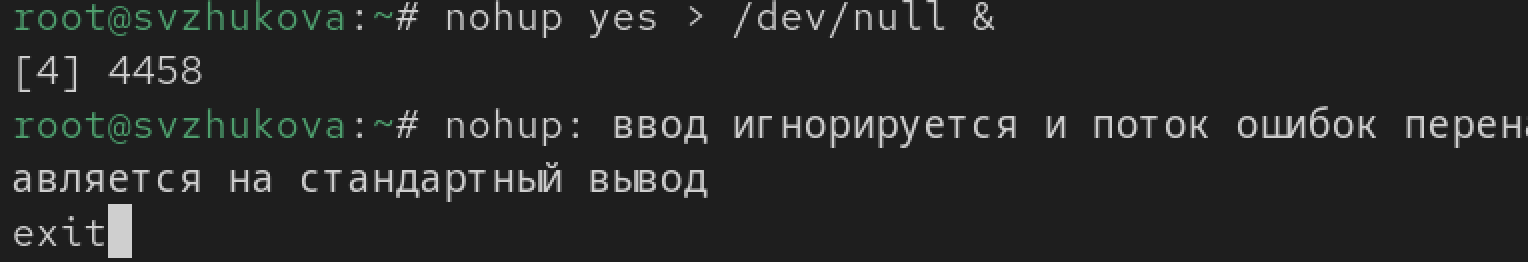 root@svzhukova:~# nohup yes > /dev/null &
[4] 4458
root@svzhukova:~# nohup: ввод игнорируется и поток ошибок перена
авляется на стандартный вывод
exit